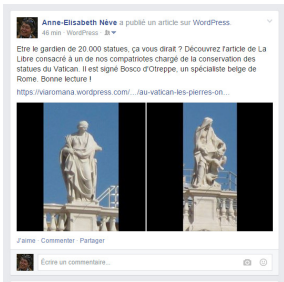 Anne-Elisabeth Nève a publié un article sur WordPress
46 min · WordPress ·
Etre le gardien de 20.000 statues, ça vous dirait ? Découvrez l'article de La
Libre consacré à un de nos compatriotes chargé de la conservation des
statues du Vatican. Il est signé Bosco d'Otreppe, un spécialiste belge de
Rome. Bonne lecture !
https://viaromana.wordpress.com/…/au-vatican-les-pierres-on…
J'aime · Commenter · Partager
Écrire un commentaire...